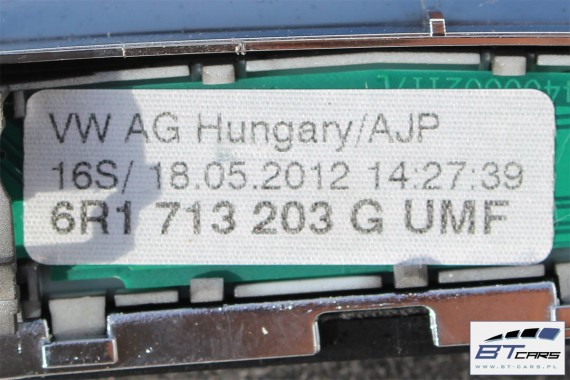 VW AG Hungary/AJP
16S/ 18.05.2012 14:27:39
6R1 713 203 G UMF
BTCARS
WWW.BT-CARS.PL